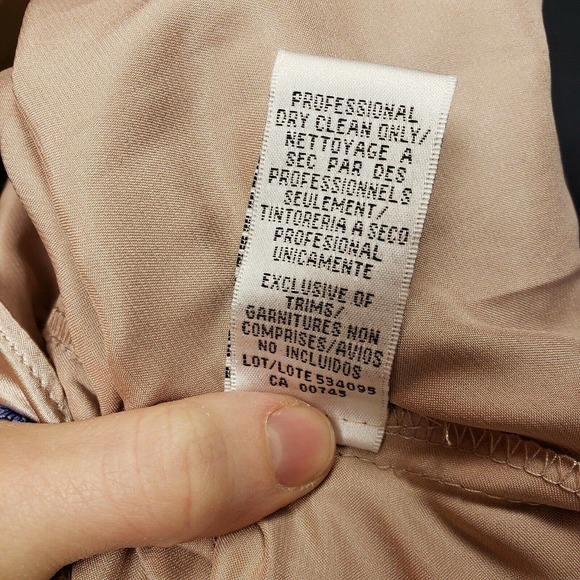 PROFESSIONAL
DRY CLEAN ONLY/
NETTOYAGE A
SEC PAR DES
PROFESSIONNELS
SEULEMENT/
TINTORERIA A SECO
PROFESIONAL
UNICAMENTE
EXCLUSIVE OF
TRIMS/
GARNITURES NON
COMPRISES/AVIOS
NO INCLUIDOS
LOT/LOTE 534095
CA 00745